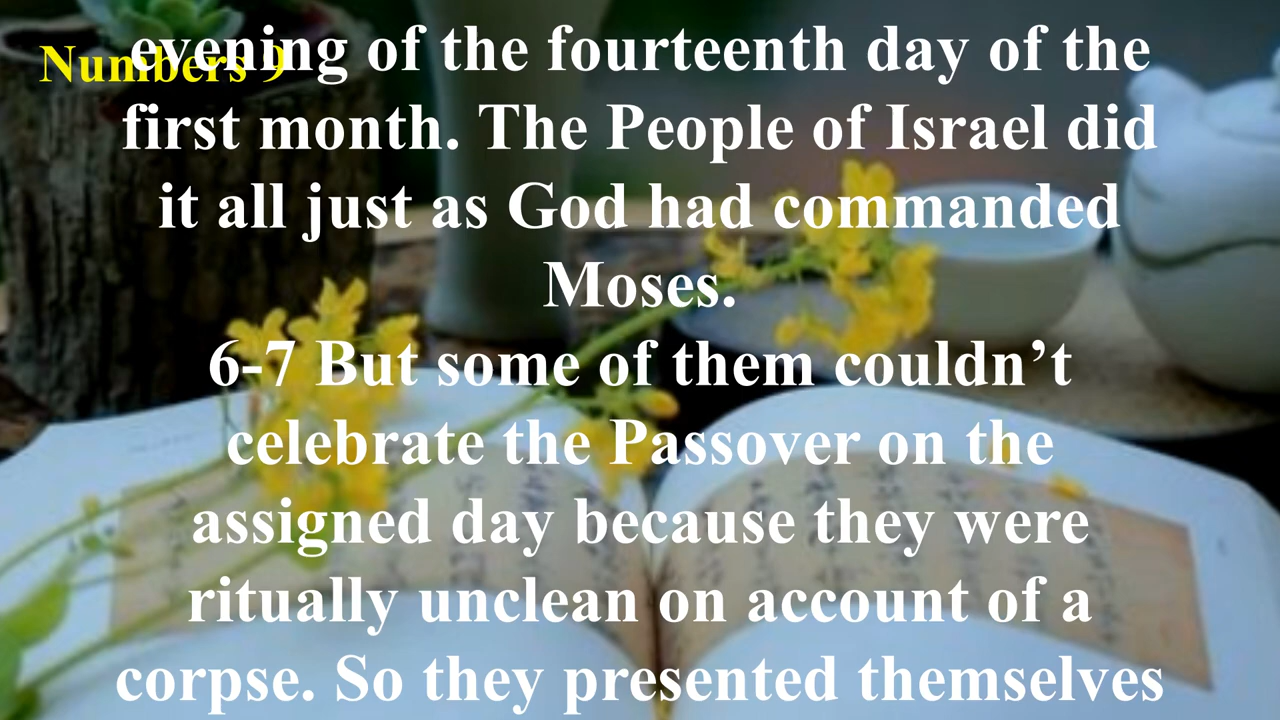 Numbers 9
evening of the fourteenth day of the
first month. The People of Israel did
it all just as God had commanded
Moses.
6-7 But some of them couldn’t
celebrate the Passover on the
assigned day because they were
ritually unclean on account of a
corpse. So they presented themselves